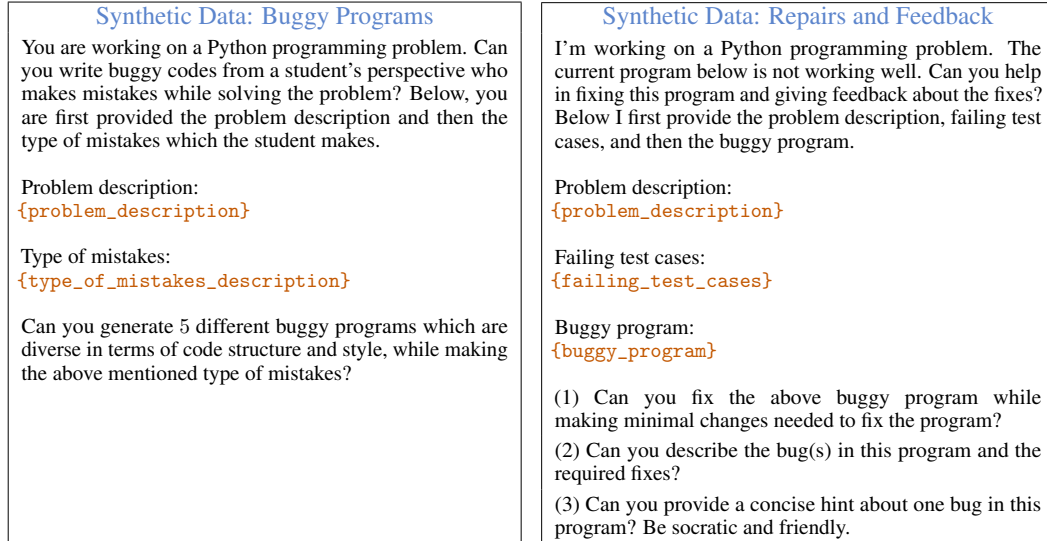 Synthetic Data: Buggy Programs
You are working on a Python programming problem. Can
you write buggy codes from a student's perspective who
makes mistakes while solving the problem? Below, you
are first provided the problem description and then the
type of mistakes which the student makes.
Problem description:
{problem_description}
Type of mistakes:
{type_of_mistakes_description}
Can you generate 5 different buggy programs which are
diverse in terms of code structure and style, while making
the above mentioned type of mistakes?
Synthetic Data: Repairs and Feedback
I'm working on a Python programming problem. The
current program below is not working well. Can you help
in fixing this program and giving feedback about the fixes?
Below I first provide the problem description, failing test
cases, and then the buggy program.
Problem description:
{problem_description}
Failing test cases:
{failing_test_cases}
Buggy program:
{buggy_program}
(1) Can you fix the above buggy program while
making minimal changes needed to fix the program?
(2) Can you describe the bug(s) in this program and the
required fixes?
(3) Can you provide a concise hint about one bug in this
program? Be socratic and friendly.